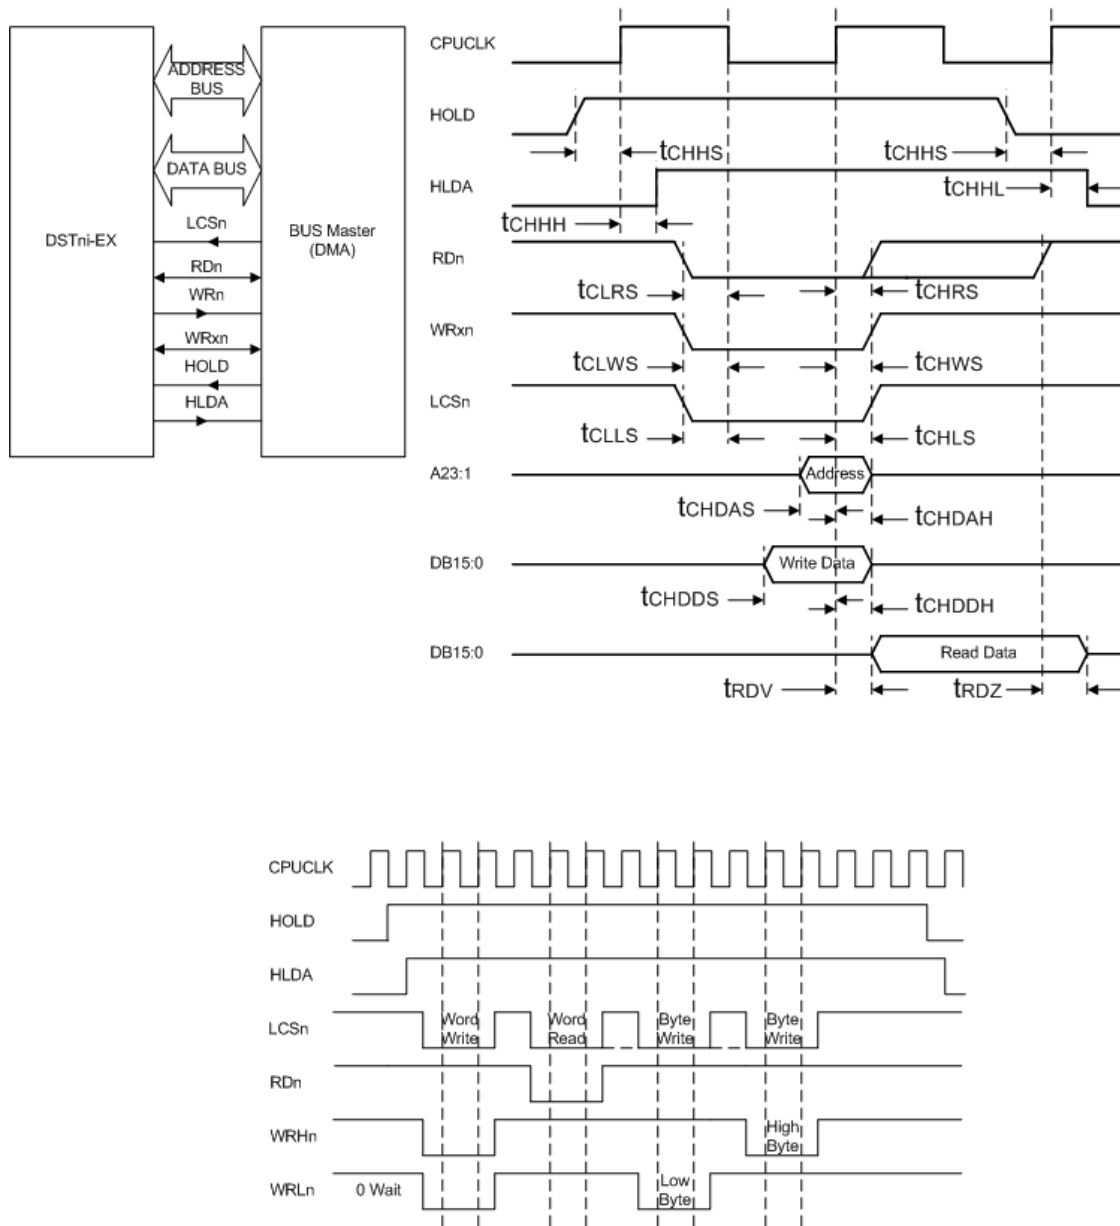 ADDRESS
BUS
DATA BUS
LCSn
DSTni-EX
BUS Master
(DMA)
RDn
WRn
WRxn
HOLD
HLDA
CPUCLK
HOLD
tCHHS
tCHHS
HLDA
tCHHL
tCHHH
RDn
tCLRS
tCHRS
WRxn
tCLWS
tCHWS
LCSn
tCLLS
tCHLS
A23:1
Address
tCHDAS
tCHDAH
DB15:0
Write Data
tCHDDS
tCHDDH
DB15:0
Read Data
tRDV
tRDZ
CPUCLK
HOLD
HLDA
LCSn
Word
Write
Word
Read
Byte
Write
Byte
Write
RDn
WRHn
High
Byte
WRLn
0 Wait
Low
Byte